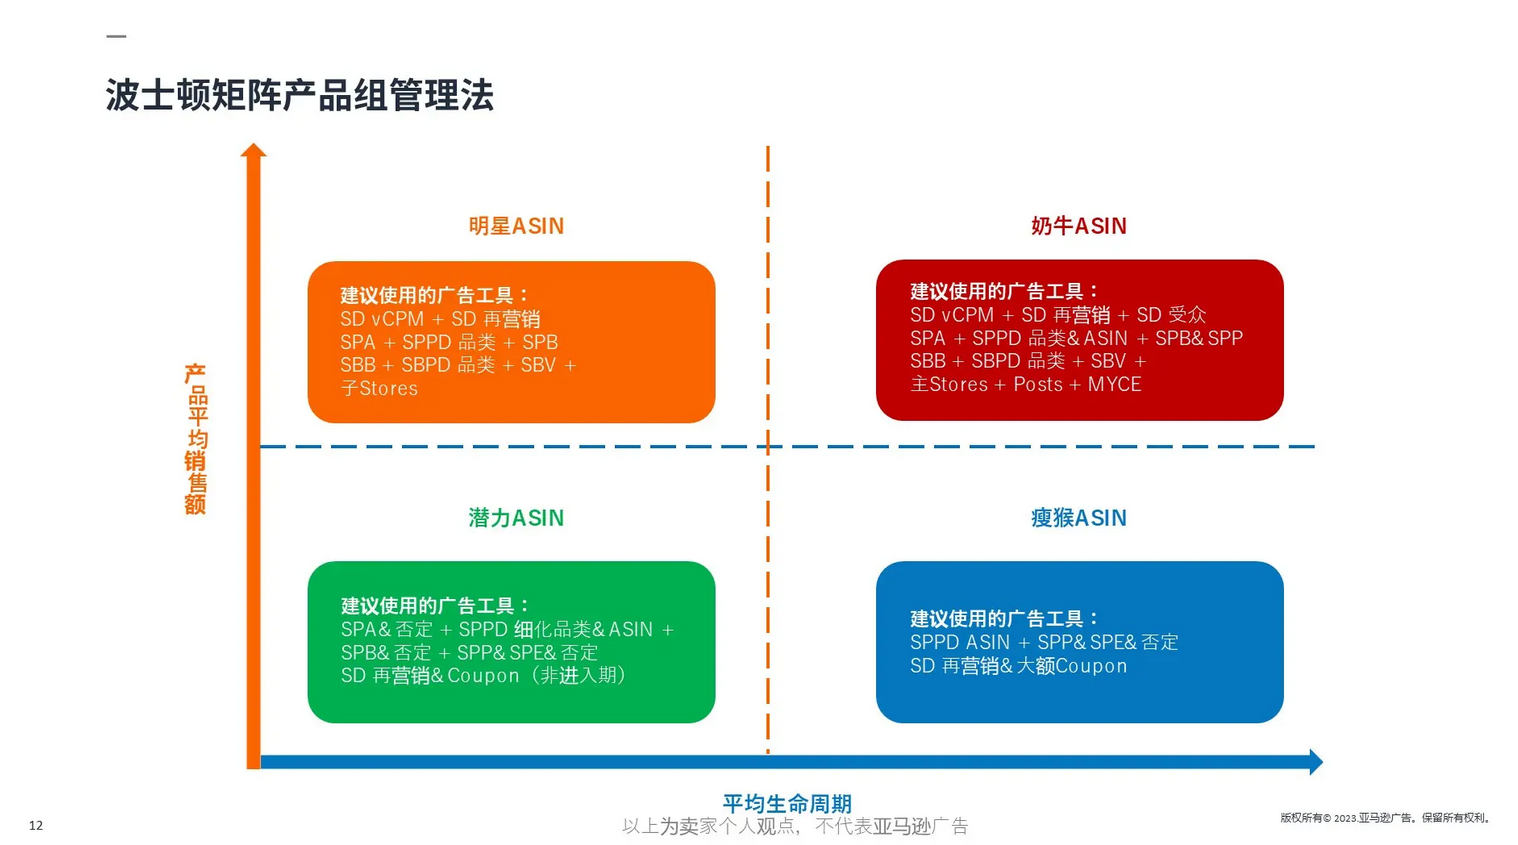 波士顿矩阵产品组管理法
产品平均销售额
明星ASIN
建议使用的广告工具：
SD vCPM + SD 再营销
SPA + SPPD 品类 + SPB
SBB + SBPD 品类 + SBV +
子Stores
奶牛ASIN
建议使用的广告工具：
SD vCPM + SD 再营销 + SD 受众
SPA + SPPD 品类&ASIN + SPB&SPP
SBB + SBPD 品类 + SBV +
主Stores + Posts + MYCE
潜力ASIN
建议使用的广告工具：
SPA&否定 + SPPD 细化品类&ASIN +
SPB&否定 + SPP&SPE&否定
SD 再营销&Coupon（非进入期）
瘦猴ASIN
建议使用的广告工具：
SPPD ASIN + SPP&SPE&否定
SD 再营销&大额Coupon
平均生命周期
以上为卖家个人观点，不代表亚马逊广告
12
版权所有© 2023.亚马逊广告。保留所有权利。